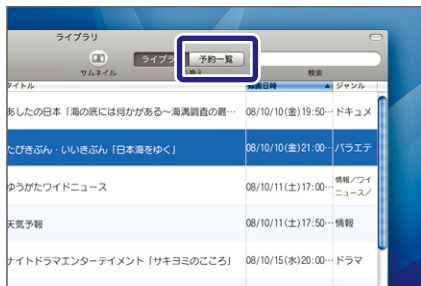 ライブラリ
ライブラ 予約一覧
サムネイル 検索
タイトル 録画日時 ジャンル
あしたの日本「海の底には何かがある〜海溝調査の最… 08/10/10(金)19:50… ドキュメ
たびきぶん・いいきぶん「日本海をゆく」 08/10/10(金)21:00… バラエテ
ゆうがたワイドニュース 08/10/11(土)17:00… 情報／ワイ
ニュース／
天気予報 08/10/11(土)17:50… 情報
ナイトドラマエンターテイメント「サキヨミのこころ」 08/10/15(水)20:00… ドラマ